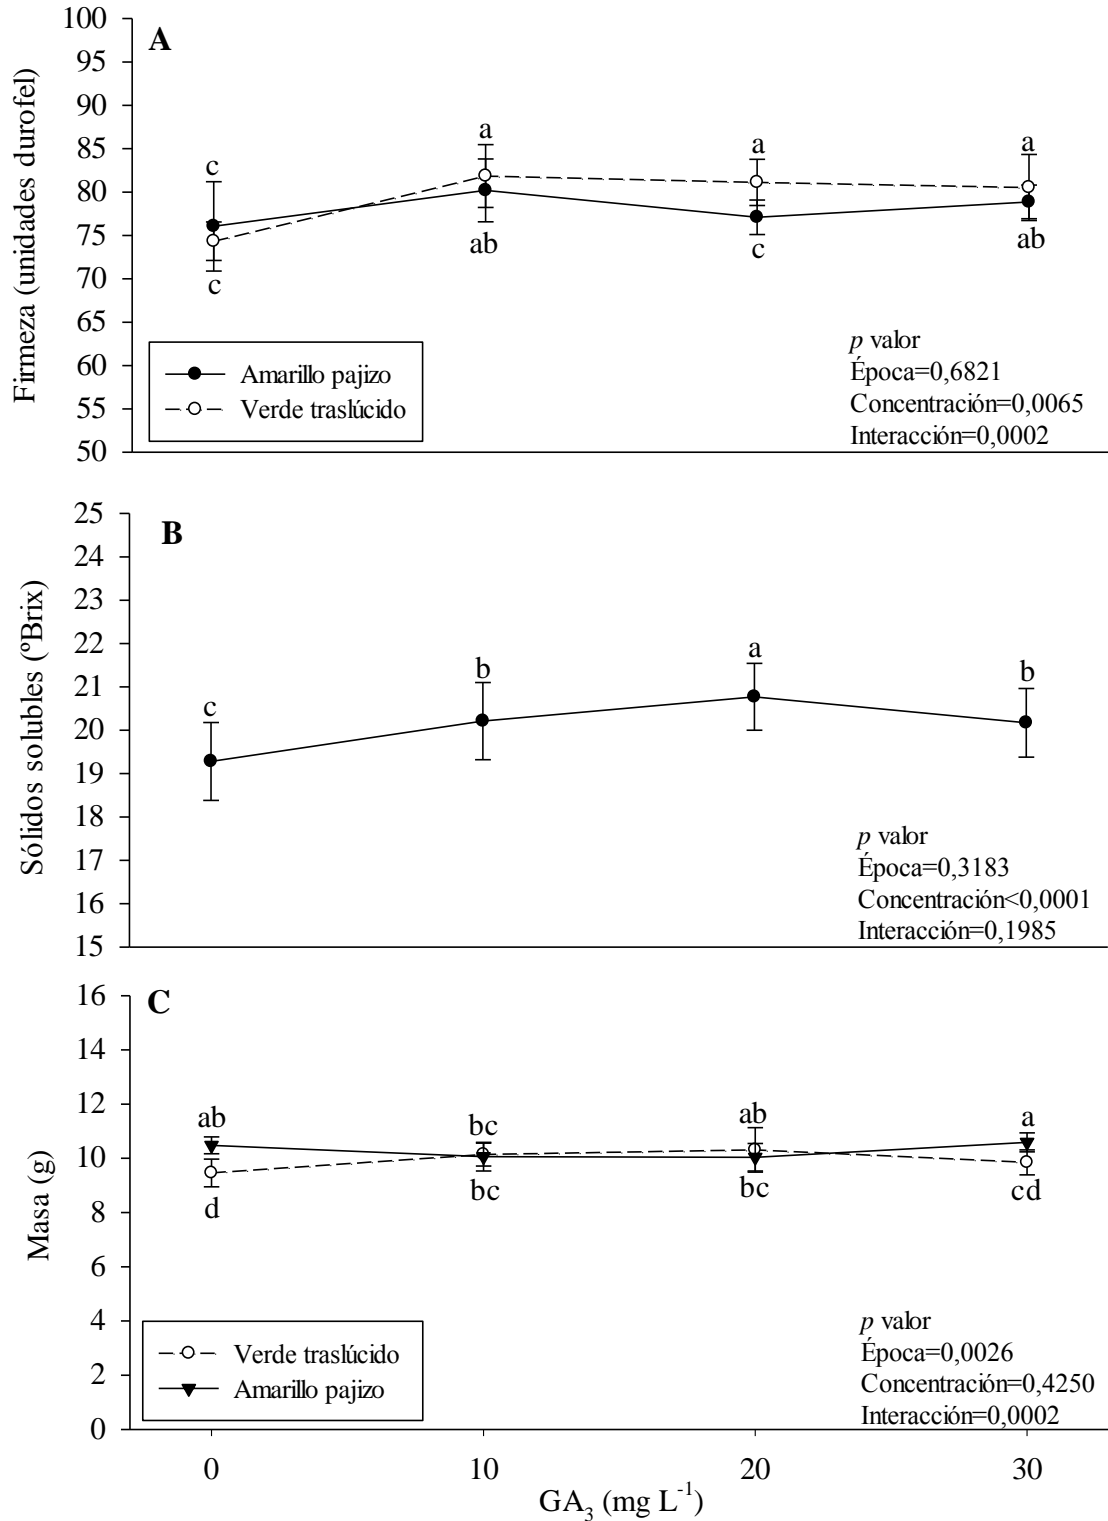 A
Firmeza (unidades durofel)
100
95
90
85
80
75
70
65
60
55
50
c
c
a
ab
a
c
a
ab
Amarillo pajizo
Verde traslúcido
p valor
Época=0,6821
Concentración=0,0065
Interacción=0,0002
B
Sólidos solubles (ºBrix)
25
24
23
22
21
20
19
18
17
16
15
c
b
a
b
p valor
Época=0,3183
Concentración<0,0001
Interacción=0,1985
C
Masa (g)
16
14
12
10
8
6
4
2
0
ab
d
bc
bc
ab
bc
a
cd
Verde traslúcido
Amarillo pajizo
p valor
Época=0,0026
Concentración=0,4250
Interacción=0,0002
0 10 20 30
GA₃ (mg L⁻¹)